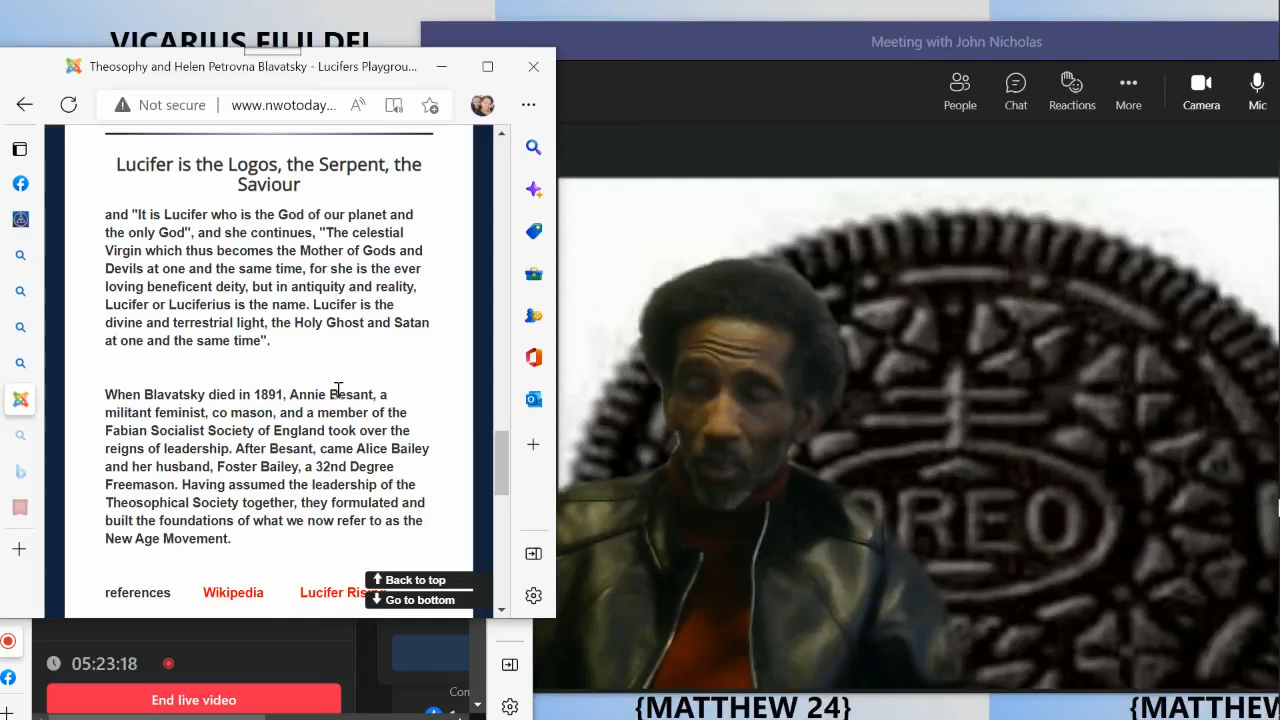 VICARIUS FILII DEI
Meeting with John Nicholas
Theosophy and Helen Petrovna Blavatsky - Lucifers Playgrou...
Not secure
www.nwotoday...
People
Chat
Reactions
More
Camera
Mic
Lucifer is the Logos, the Serpent, the
Saviour
and "It is Lucifer who is the God of our planet and
the only God", and she continues, "The celestial
Virgin which thus becomes the Mother of Gods and
Devils at one and the same time, for she is the ever
loving beneficent deity, but in antiquity and reality,
Lucifer or Luciferius is the name. Lucifer is the
divine and terrestrial light, the Holy Ghost and Satan
at one and the same time".
When Blavatsky died in 1891, Annie Besant, a
militant feminist, co mason, and a member of the
Fabian Socialist Society of England took over the
reigns of leadership. After Besant, came Alice Bailey
and her husband, Foster Bailey, a 32nd Degree
Freemason. Having assumed the leadership of the
Theosophical Society together, they formulated and
built the foundations of what we now refer to as the
New Age Movement.
references Wikipedia Lucifer Rising
Back to top
Go to bottom
OREO
05:23:18
End live video
Con
{MATTHEW 24}
{MATTHEW